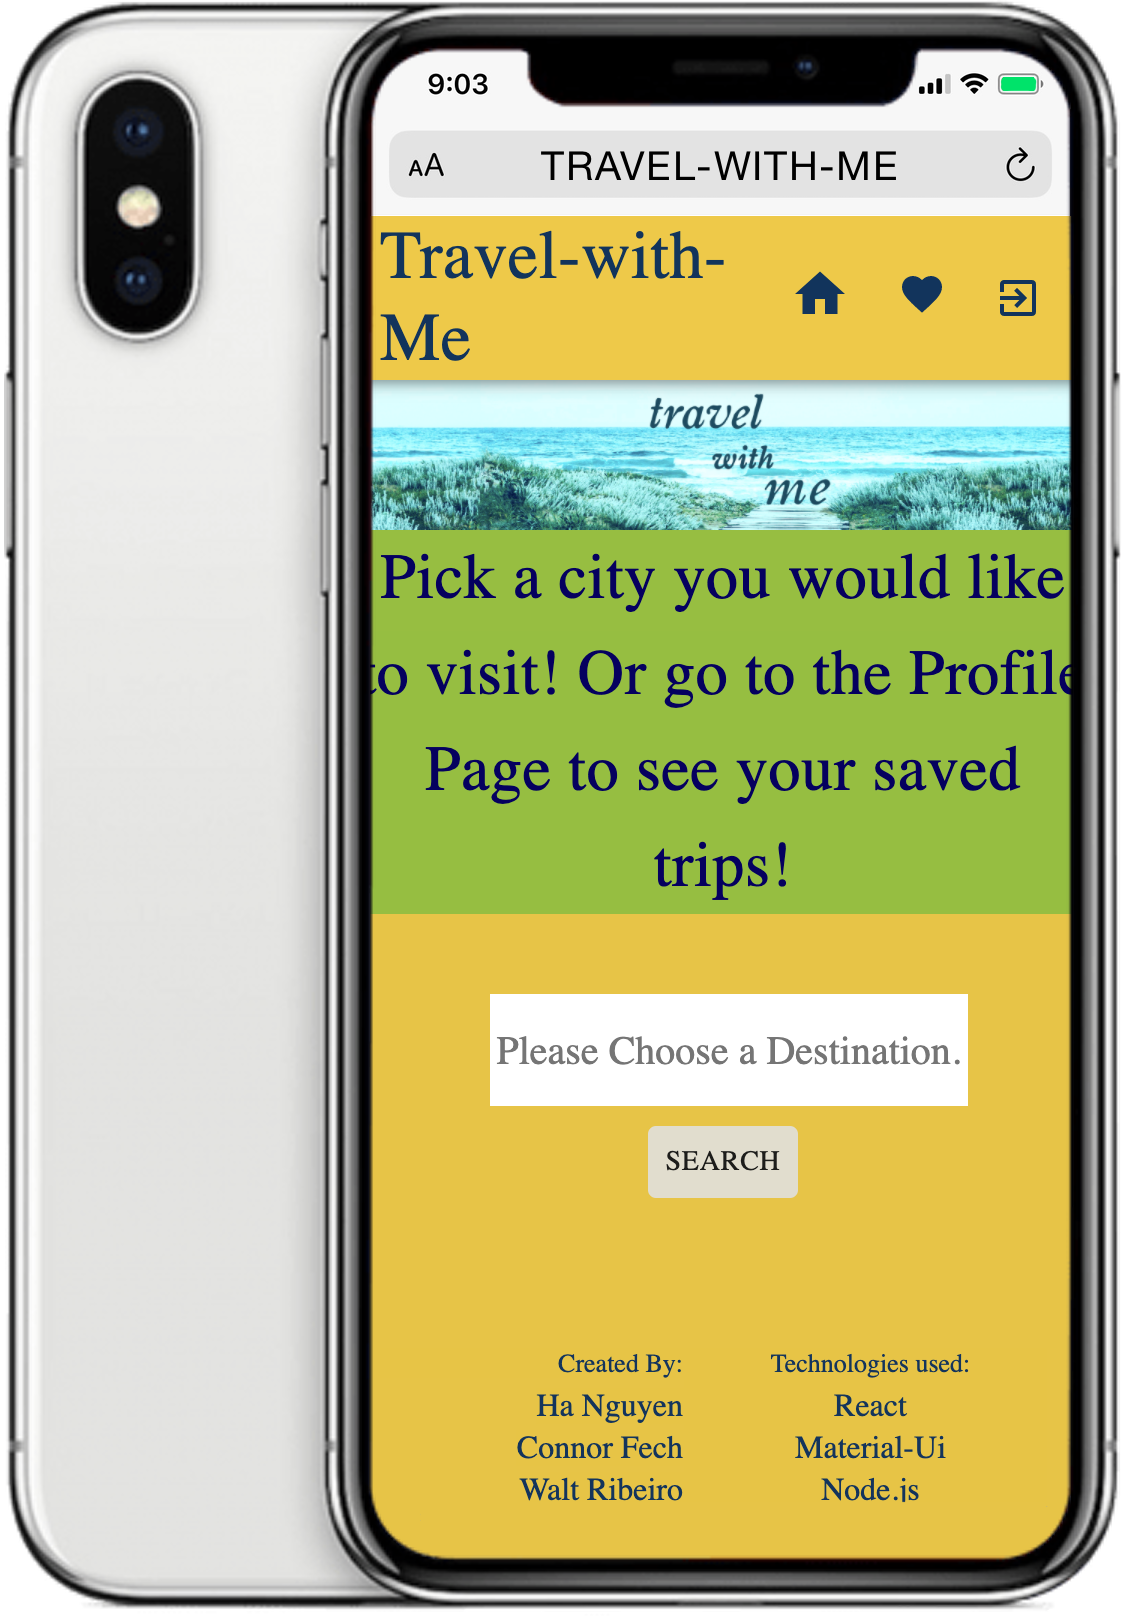 9:03
AA TRAVEL-WITH-ME
Travel-with-
Me
travel
with
me
Pick a city you would like
to visit! Or go to the Profile
Page to see your saved
trips!
Please Choose a Destination.
SEARCH
Created By:
Ha Nguyen
Connor Fech
Walt Ribeiro
Technologies used:
React
Material-Ui
Node.js